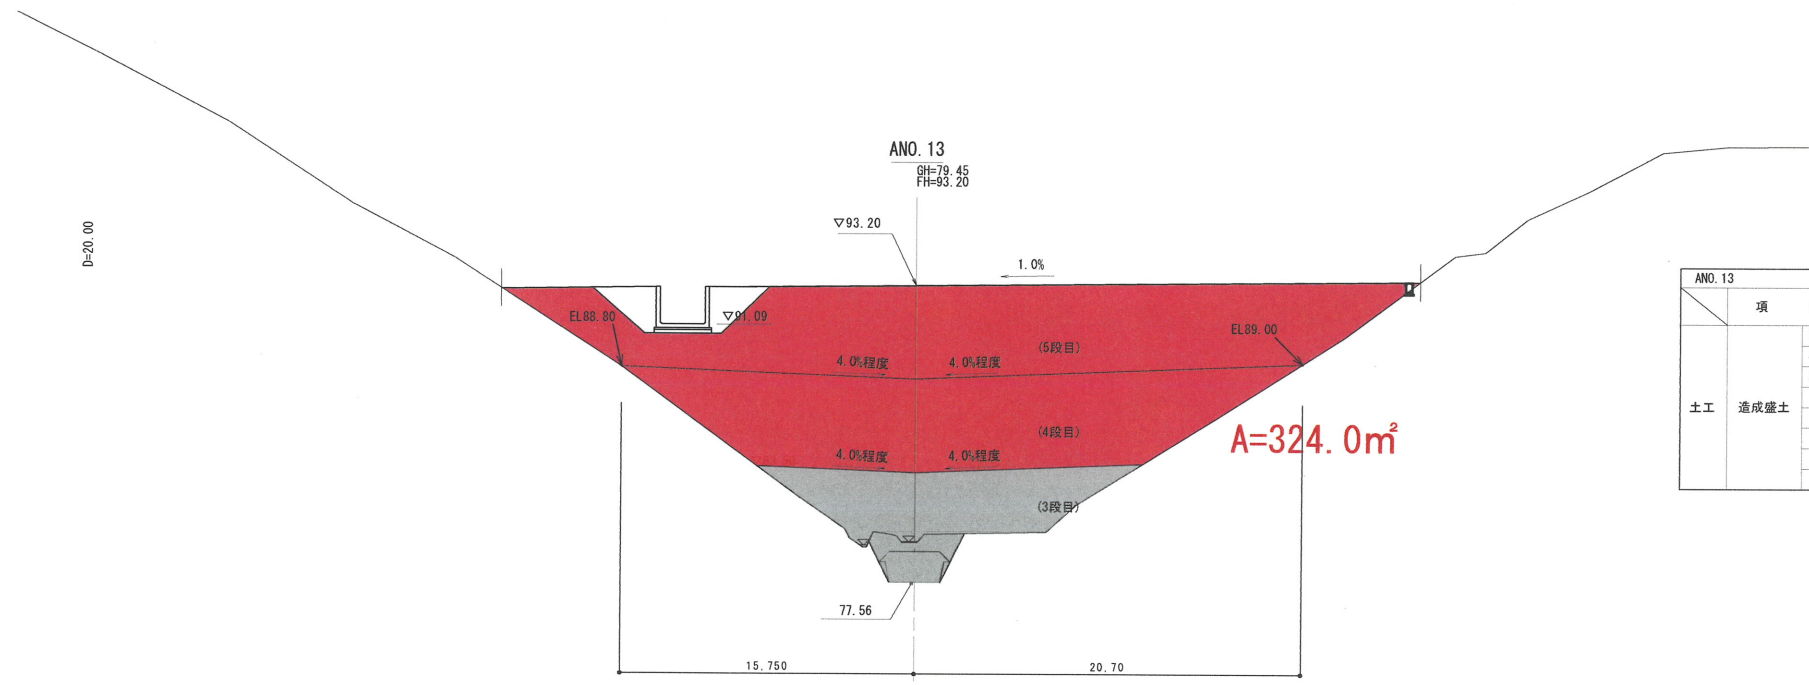 ANO. 13
GH=79.45
FH=93.20
D=20.00
▽93.20
1.0%
ANO. 13
項
EL88.80
▽91.09
EL89.00
(5段目)
4.0%程度
4.0%程度
土工
造成盛土
(4段目)
A=324.0㎡
4.0%程度
4.0%程度
(3段目)
77.56
15,750
20.70